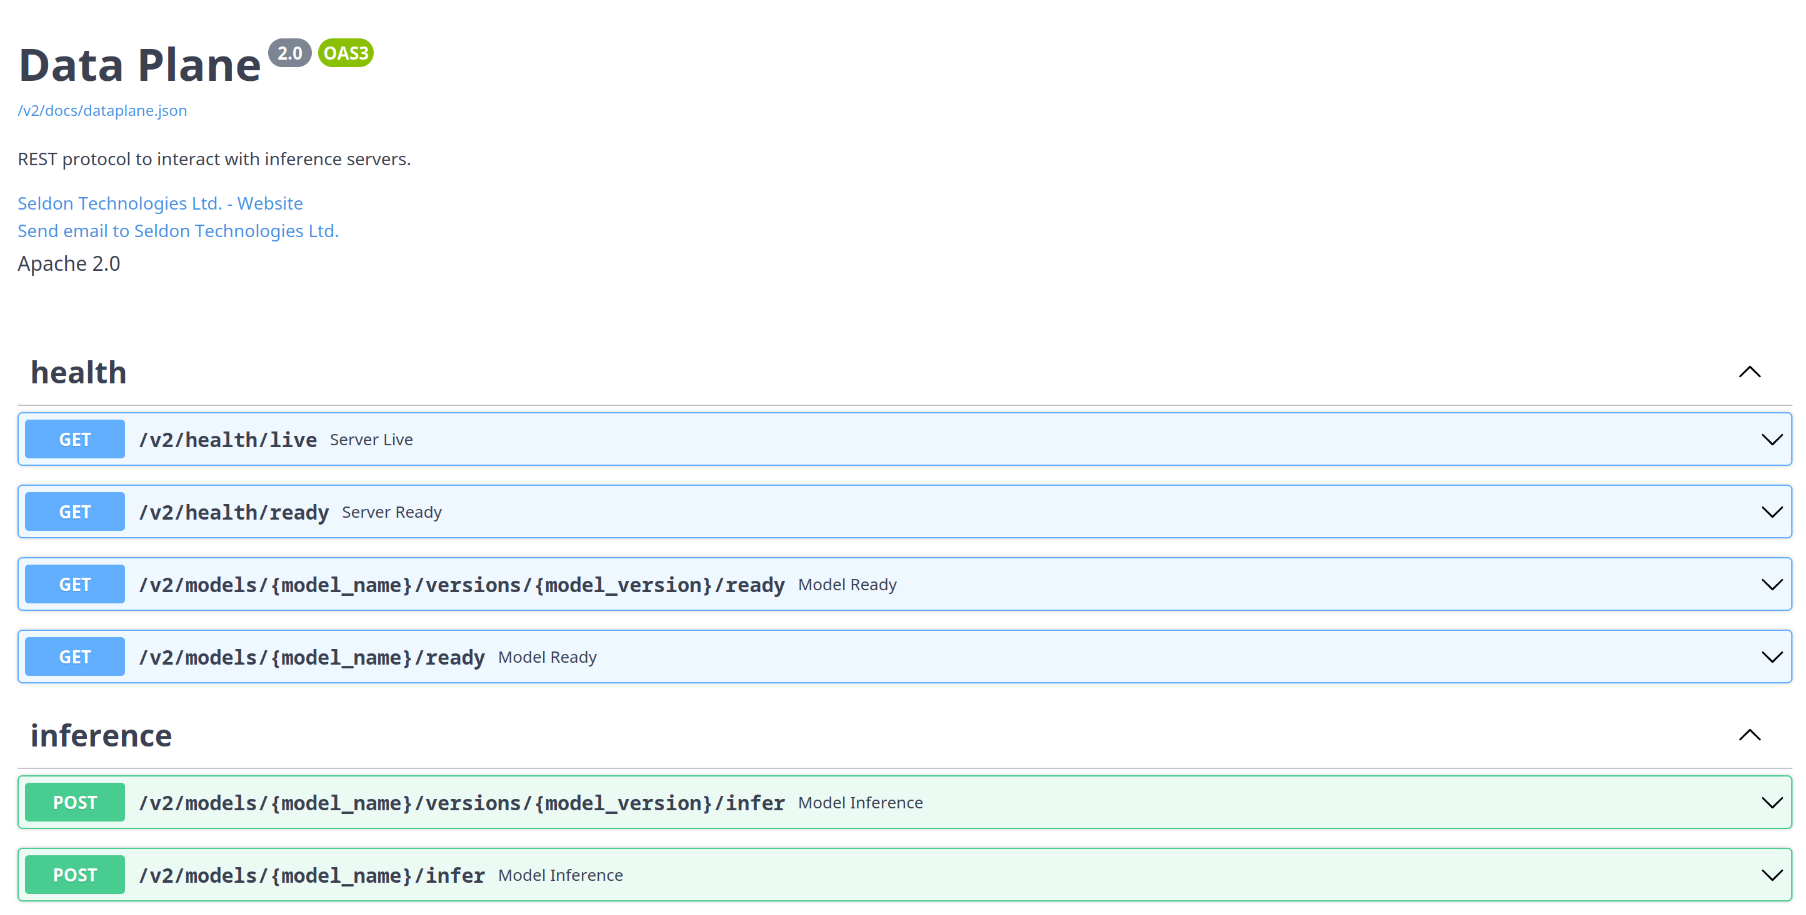 Data Plane 2.0 OAS3
/v2/docs/dataplane.json
REST protocol to interact with inference servers.
Seldon Technologies Ltd. - Website
Send email to Seldon Technologies Ltd.
Apache 2.0
health
GET /v2/health/live Server Live
GET /v2/health/ready Server Ready
GET /v2/models/{model_name}/versions/{model_version}/ready Model Ready
GET /v2/models/{model_name}/ready Model Ready
inference
POST /v2/models/{model_name}/versions/{model_version}/infer Model Inference
POST /v2/models/{model_name}/infer Model Inference